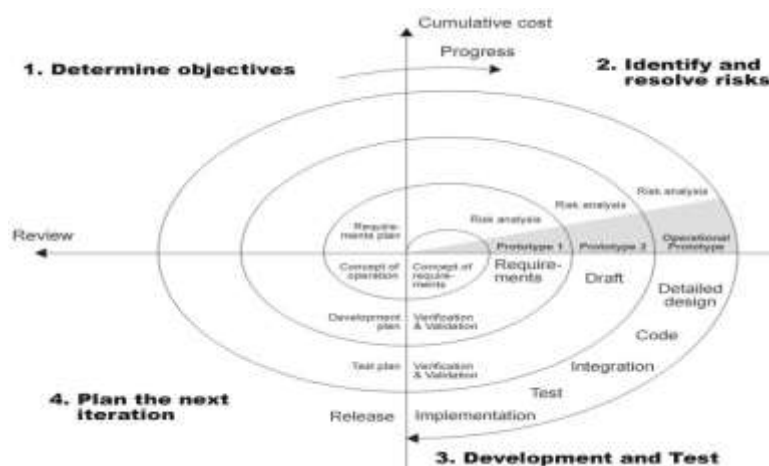 Cumulative cost
Progress
1. Determine objectives
2. Identify and
resolve risks
Risk analysis
Risk analysis
Risk analysis
Require-
ments plan
Review
Prototype 1
Prototype 2
Operational
Prototype
Concept of
operation
Concept of
require-
ments
Require-
ments
Draft
Detailed
design
Development
plan
Verification
& Validation
Code
Test plan
Verification
& Validation
Integration
Test
4. Plan the next
iteration
Release
Implementation
3. Development and Test